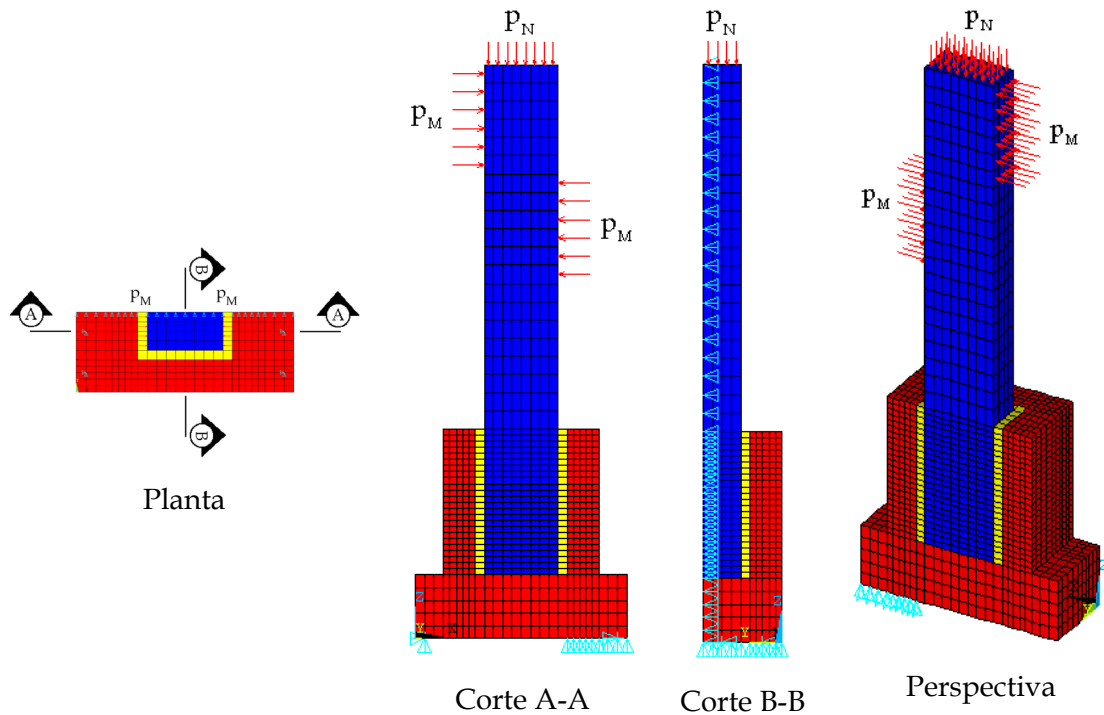 P_N
P_M
P_M
P_N
P_N
P_M
P_M
B
P_M
P_M
A
A
B
Planta
Z
Y
X
Corte A-A
Z
Y
Corte B-B
Z
Y
Perspectiva